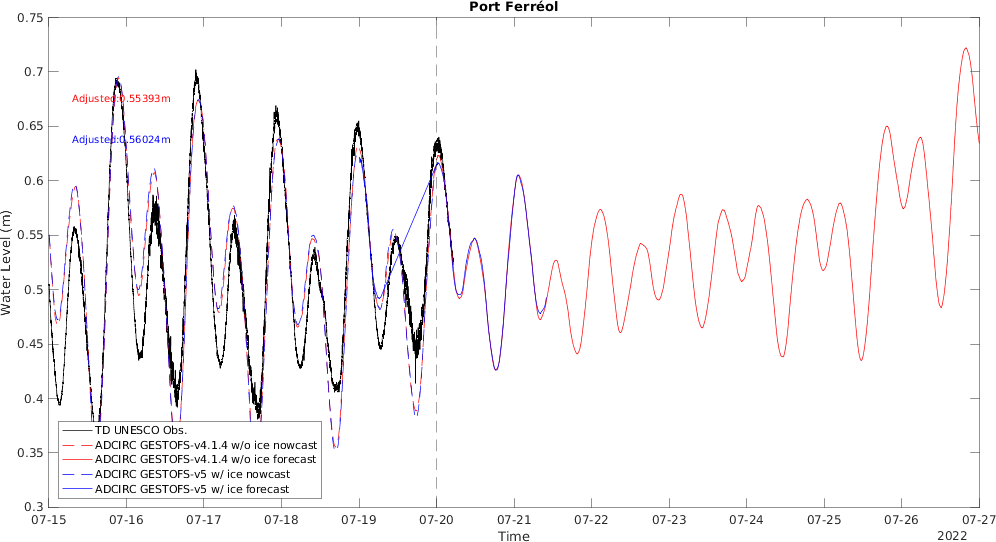 Port Ferréol
0.75
0.7
0.65
0.6
0.55
0.5
0.45
0.4
0.35
0.3
Water Level (m)
Adjusted:0.55393m
Adjusted:0.56024m
TD UNESCO Obs.
ADCIRC GESTOFS-v4.1.4 w/o ice nowcast
ADCIRC GESTOFS-v4.1.4 w/o ice forecast
ADCIRC GESTOFS-v5 w/ ice nowcast
ADCIRC GESTOFS-v5 w/ ice forecast
07-15 07-16 07-17 07-18 07-19 07-20 07-21 07-22 07-23 07-24 07-25 07-26 07-27
Time
2022